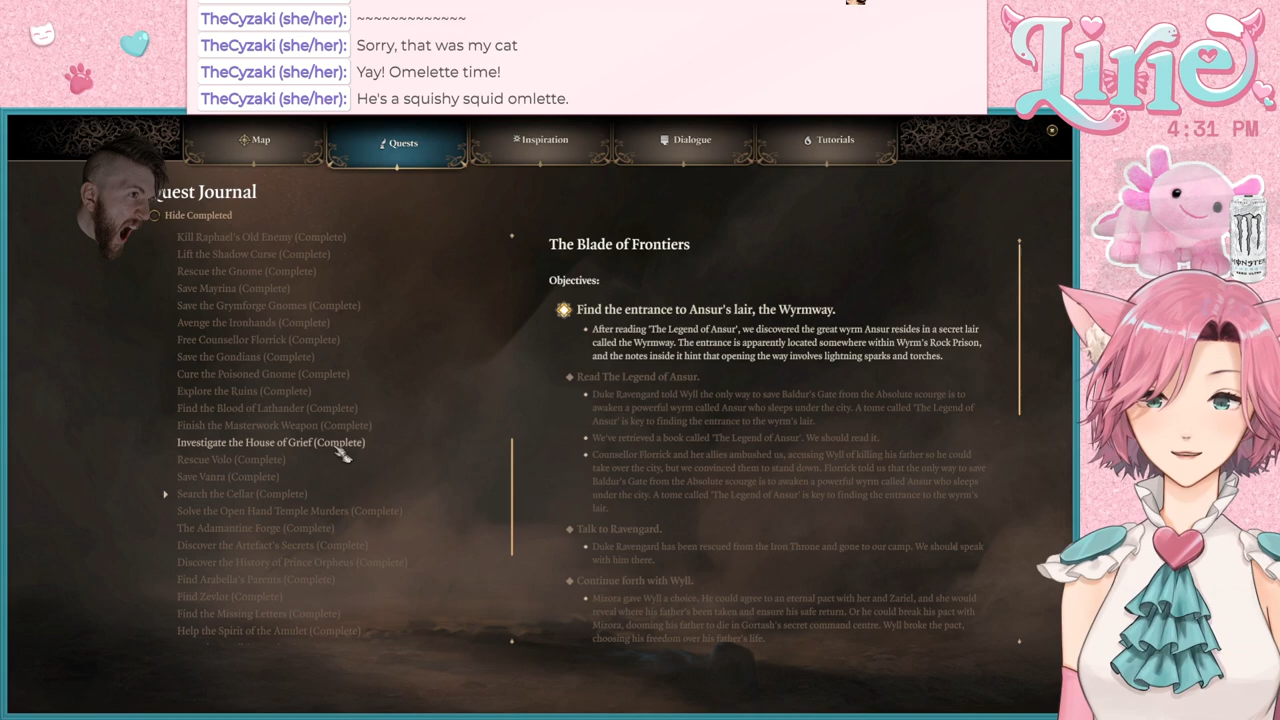 TheCyzaki (she/her): ~~~~~~~~~~~~~
TheCyzaki (she/her): Sorry, that was my cat
TheCyzaki (she/her): Yay! Omelette time!
TheCyzaki (she/her): He's a squishy squid omlette.
Lirie
4:31 PM
Map
Quests
Inspiration
Dialogue
Tutorials
MONSTER
uest Journal
Hide Completed
Kill Raphael's Old Enemy (Complete)
Lift the Shadow Curse (Complete)
Rescue the Gnome (Complete)
Save Mayrina (Complete)
Save the Grymforge Gnomes (Complete)
Avenge the Ironhands (Complete)
Free Counsellor Florrick (Complete)
Save the Gondians (Complete)
Cure the Poisoned Gnome (Complete)
Explore the Ruins (Complete)
Find the Blood of Lathander (Complete)
Finish the Masterwork Weapon (Complete)
Investigate the House of Grief (Complete)
Rescue Volo (Complete)
Save Vanra (Complete)
Search the Cellar (Complete)
Solve the Open Hand Temple Murders (Complete)
The Adamantine Forge (Complete)
Discover the Artefact's Secrets (Complete)
Discover the History of Prince Orpheus (Complete)
Find Arabella's Parents (Complete)
Find Zevlor (Complete)
Find the Missing Letters (Complete)
Help the Spirit of the Amulet (Complete)
The Blade of Frontiers
Objectives:
Find the entrance to Ansur's lair, the Wyrmway.
After reading 'The Legend of Ansur', we discovered the great wyrm Ansur resides in a secret lair
called the Wyrmway. The entrance is apparently located somewhere within Wyrm's Rock Prison,
and the notes inside it hint that opening the way involves lightning sparks and torches.
Read The Legend of Ansur.
Duke Ravengard told Wyll the only way to save Baldur's Gate from the Absolute scourge is to
awaken a powerful wyrm called Ansur who sleeps under the city. A tome called 'The Legend of
Ansur' is key to finding the entrance to the wyrm's lair.
We've retrieved a book called 'The Legend of Ansur'. We should read it.
Counsellor Florrick and her allies ambushed us, accusing Wyll of killing his father so he could
take over the city, but we convinced them to stand down. Florrick told us that the only way to save
Baldur's Gate from the Absolute scourge is to awaken a powerful wyrm called Ansur who sleeps
under the city. A tome called 'The Legend of Ansur' is key to finding the entrance to the wyrm's
lair.
Talk to Ravengard.
Duke Ravengard has been rescued from the Iron Throne and gone to our camp. We should speak
with him there.
Continue forth with Wyll.
Mizora gave Wyll a choice. He could agree to an eternal pact with her and Zariel, and she would
reveal where his father's been taken and ensure his safe return. Or he could break his pact with
Mizora, dooming his father to die in Gortash's secret command centre. Wyll broke the pact,
choosing his freedom over his father's life.